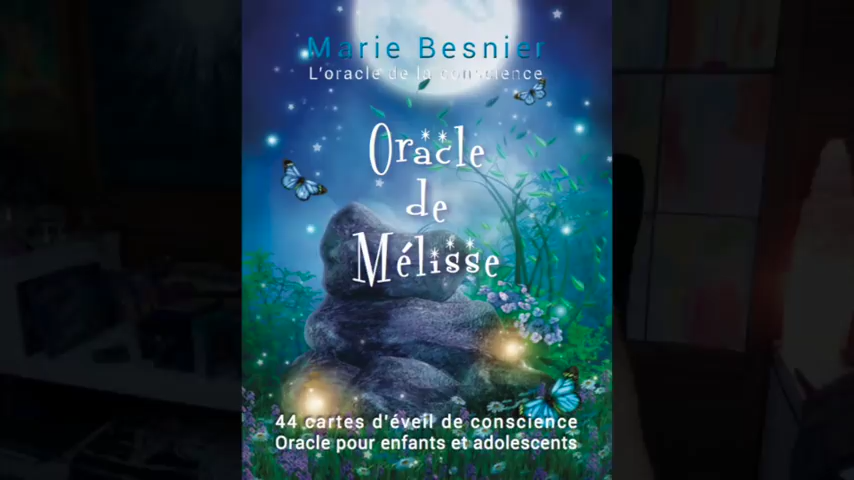 Marie Besnier
L'oracle de la conscience
Oracle
de
Mélisse
44 cartes d'éveil de conscience
Oracle pour enfants et adolescents